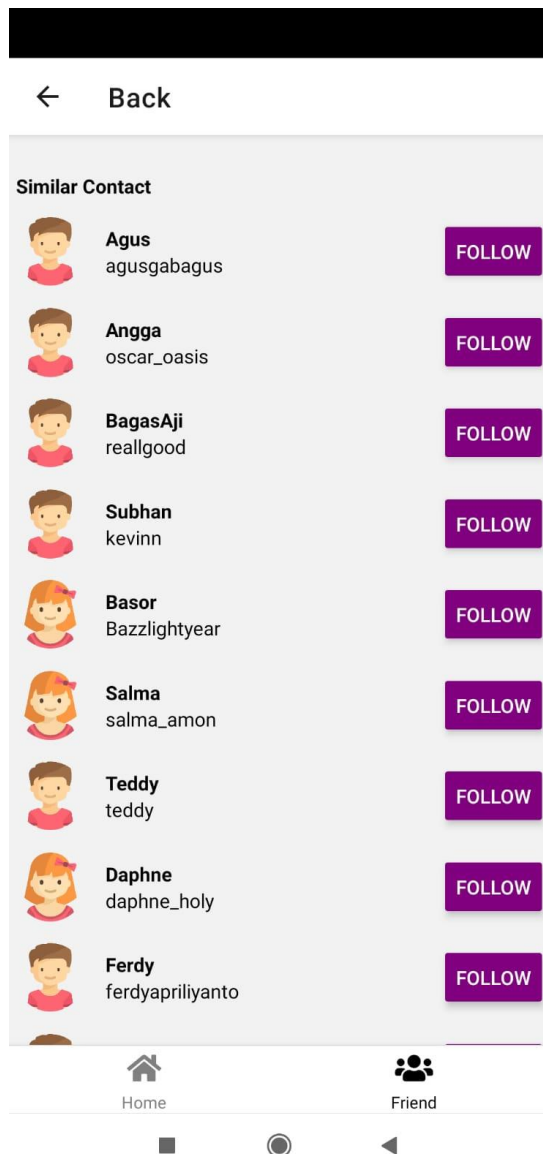 Back
Similar Contact
Agus
agusgabagus
FOLLOW
Angga
oscar_oasis
FOLLOW
BagasAji
reallgood
FOLLOW
Subhan
kevinn
FOLLOW
Basor
Bazzlightyear
FOLLOW
Salma
salma_amon
FOLLOW
Teddy
teddy
FOLLOW
Daphne
daphne_holy
FOLLOW
Ferdy
ferdyapriliyanto
FOLLOW
Home
Friend